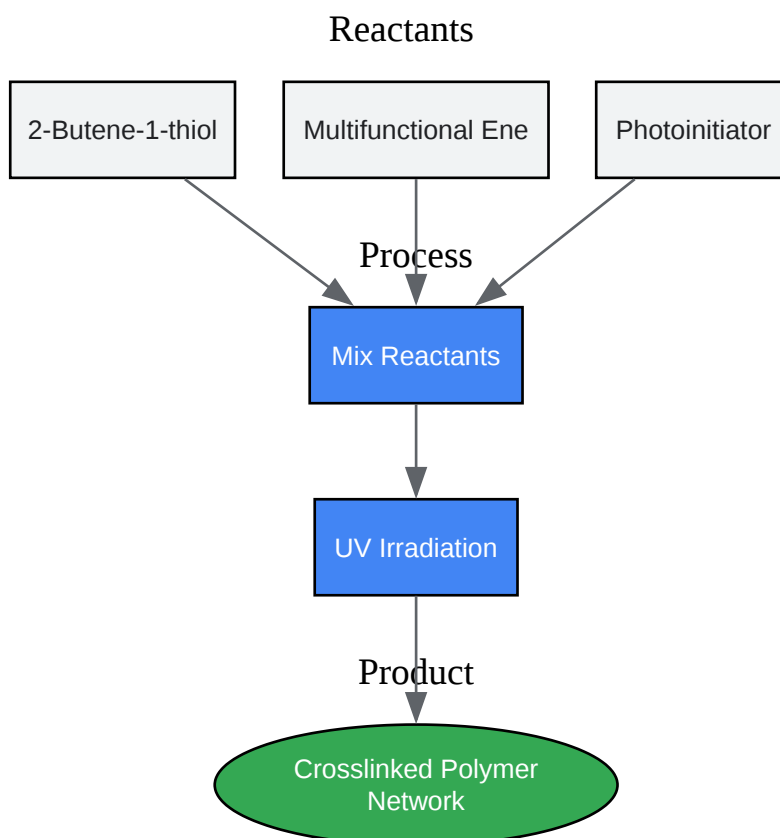 Reactants
2-Butene-1-thiol
Multifunctional Ene
Photoinitiator
Process
Mix Reactants
UV Irradiation
Product
Crosslinked Polymer
Network